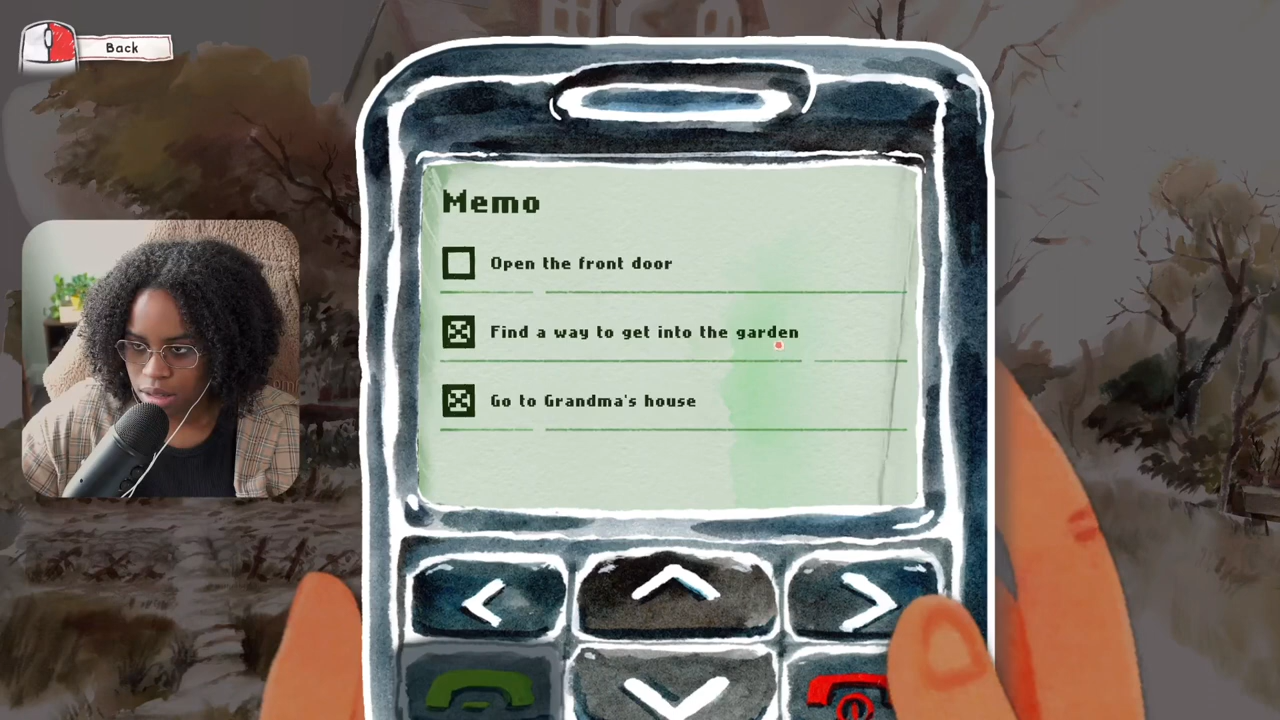 Back
Memo
Open the front door
Find a way to get into the garden
Go to Grandma's house